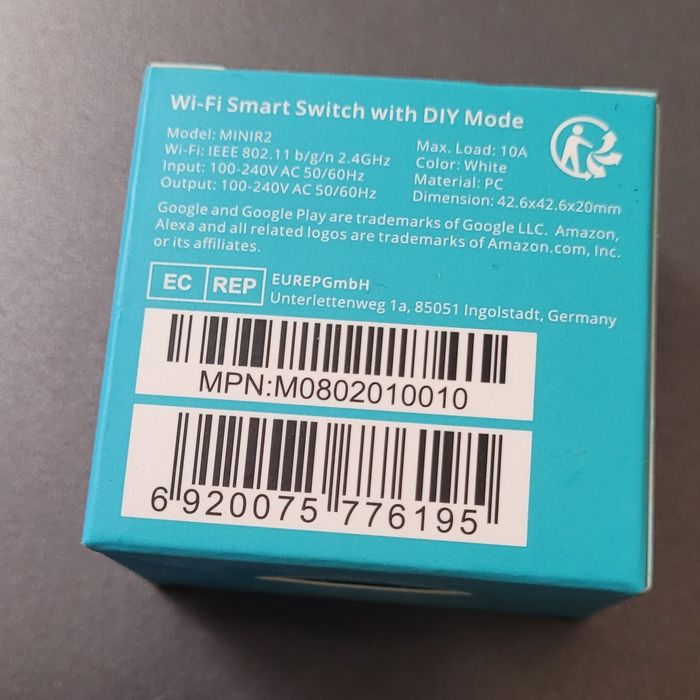 Wi-Fi Smart Switch with DIY Mode
Model: MINIR2
Wi-Fi: IEEE 802.11 b/g/n 2.4GHz
Input: 100-240V AC 50/60Hz
Output: 100-240V AC 50/60Hz
Max. Load: 10A
Color: White
Material: PC
Dimension: 42.6x42.6x20mm
Google and Google Play are trademarks of Google LLC. Amazon,
Alexa and all related logos are trademarks of Amazon.com, Inc.
or its affiliates.
EC REP
EUREPGmbH
Unterlettenweg 1a, 85051 Ingolstadt, Germany
MPN:M0802010010
6 920075 776195